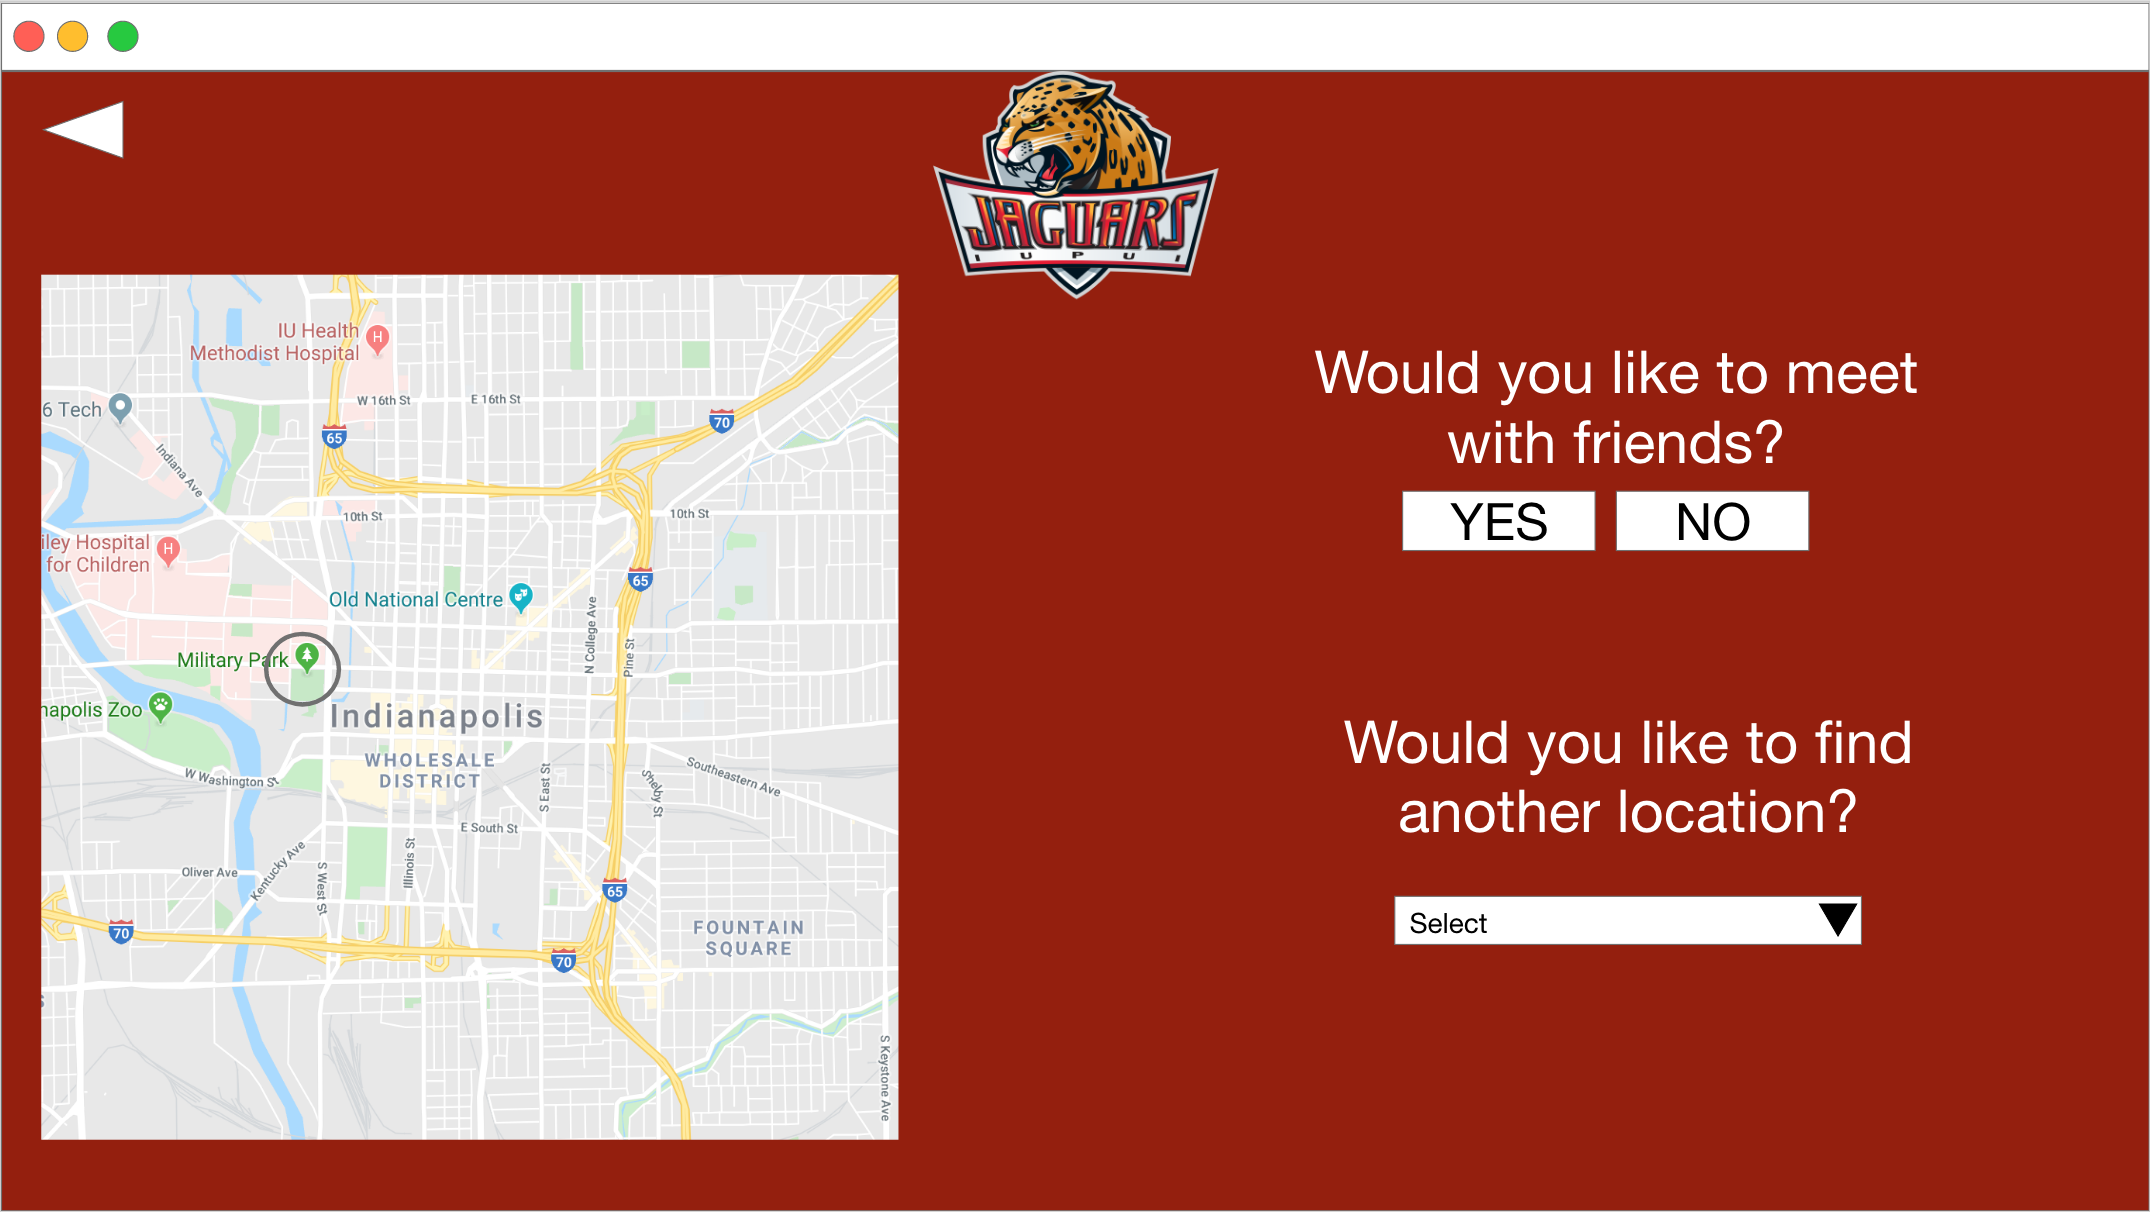 JAGUARS
IUPUI
IU Health
Methodist Hospital
H
W 16th St
E 16th St
6 Tech
70
65
Indiana Ave
10th St
10th St
iley Hospital
for Children
H
65
Old National Centre
N College Ave
Pine St
Military Park
napolis Zoo
Indianapolis
WHOLESALE
DISTRICT
W Washington St
S East St
Shelby St
Southeastern Ave
E South St
Illinois St
Oliver Ave
Kentucky Ave
S West St
65
70
FOUNTAIN
SQUARE
70
S Keystone Ave
Would you like to meet
with friends?
YES
NO
Would you like to find
another location?
Select